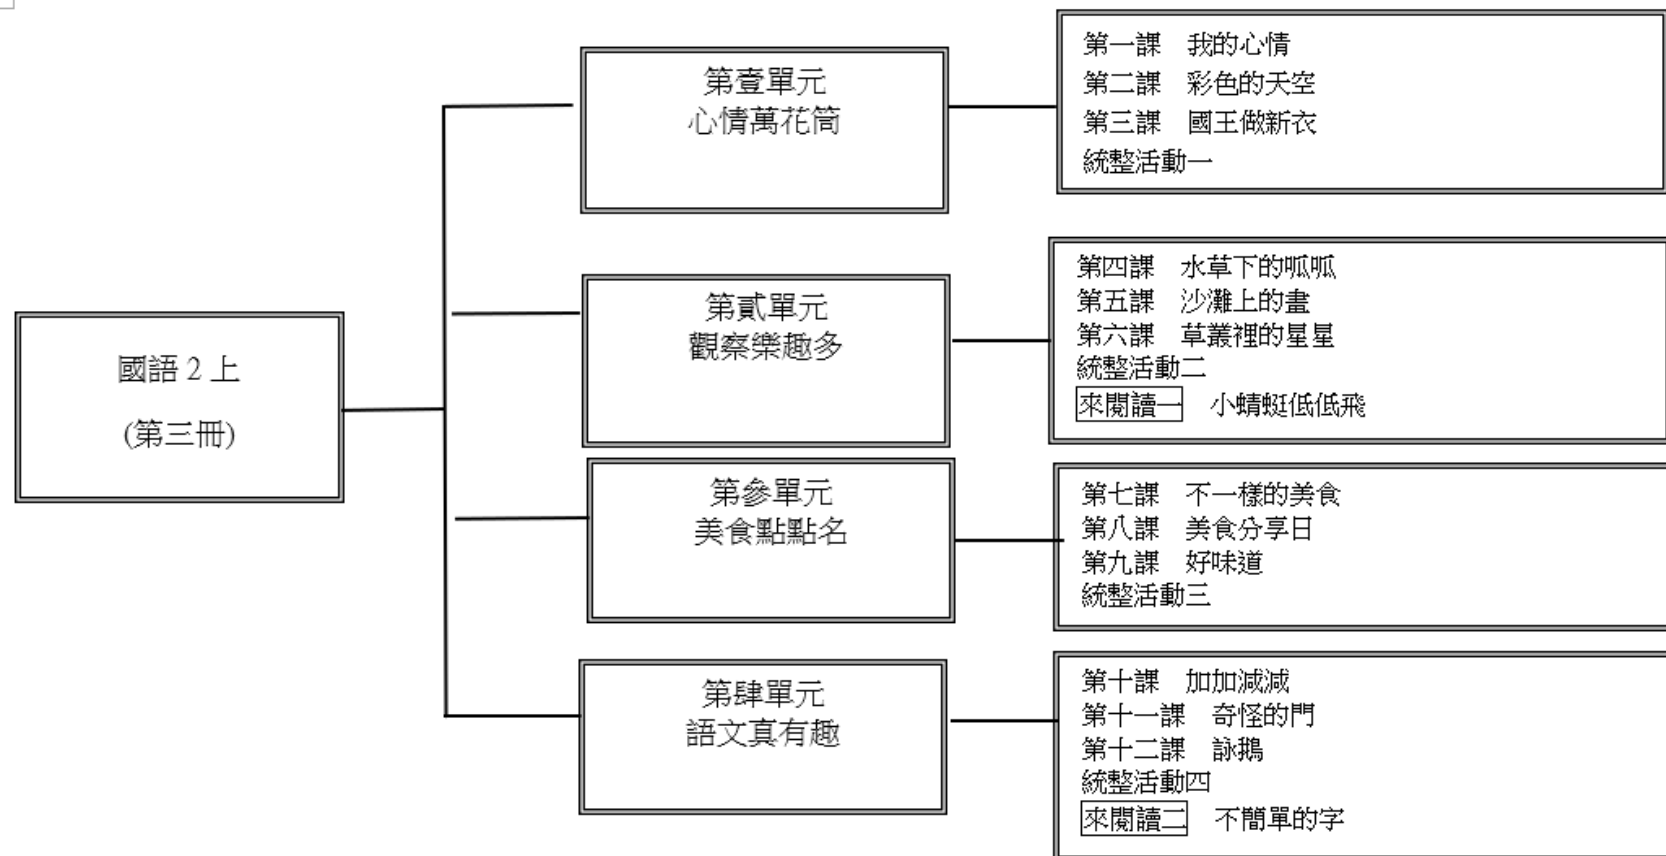 國語 2 上
(第三冊)
第壹單元
心情萬花筒
第一課　我的心情
第二課　彩色的天空
第三課　國王做新衣
統整活動一
第貳單元
觀察樂趣多
第四課　水草下的呱呱
第五課　沙灘上的畫
第六課　草叢裡的星星
統整活動二
來閱讀一　小蜻蜓低低飛
第參單元
美食點點名
第七課　不一樣的美食
第八課　美食分享日
第九課　好味道
統整活動三
第肆單元
語文真有趣
第十課　加加減減
第十一課　奇怪的門
第十二課　詠鵝
統整活動四
來閱讀二　不簡單的字